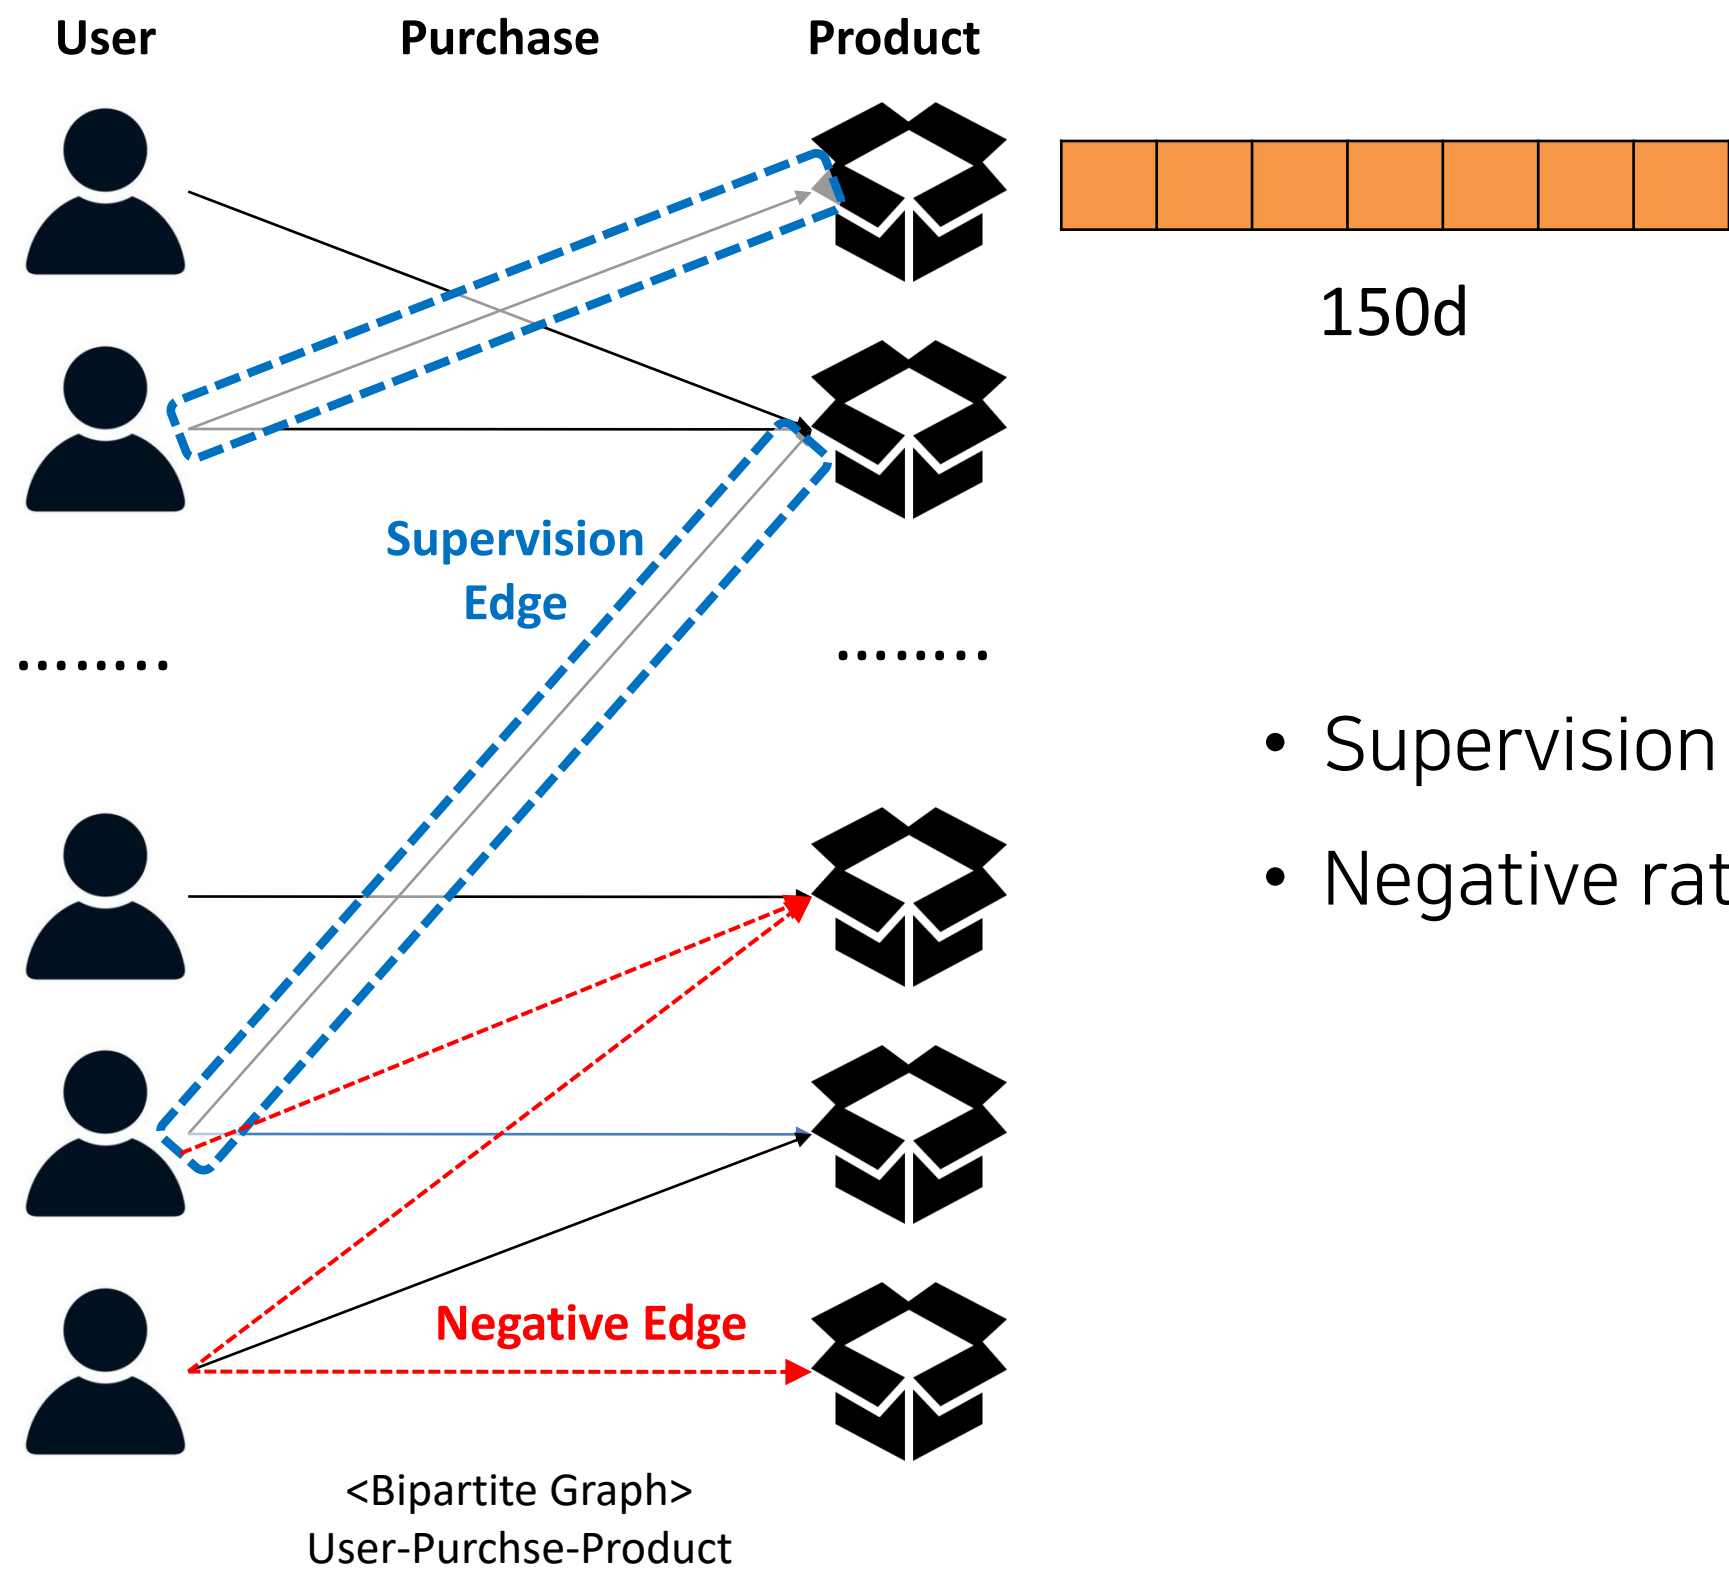 User Purchase Product
150d
Supervision
Edge
........ ........
• Supervision
• Negative rat
Negative Edge
<Bipartite Graph>
User-Purchse-Product